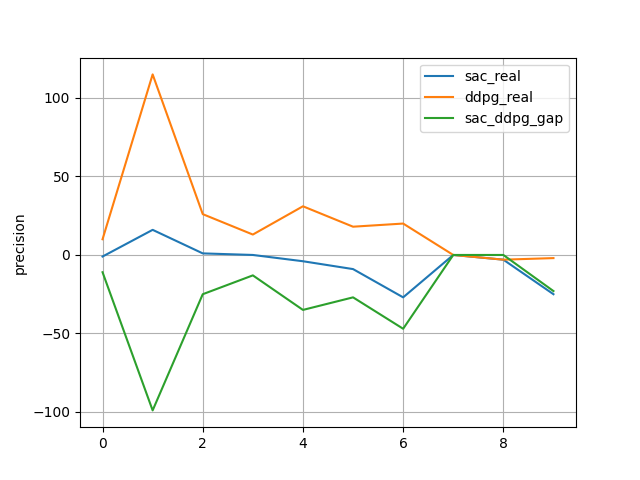 sac_real
ddpg_real
sac_ddpg_gap
precision
100
50
0
−50
−100
0 2 4 6 8